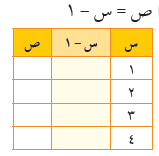 ص = س – ١
س س – ١ ص
١
٢
٣
٤